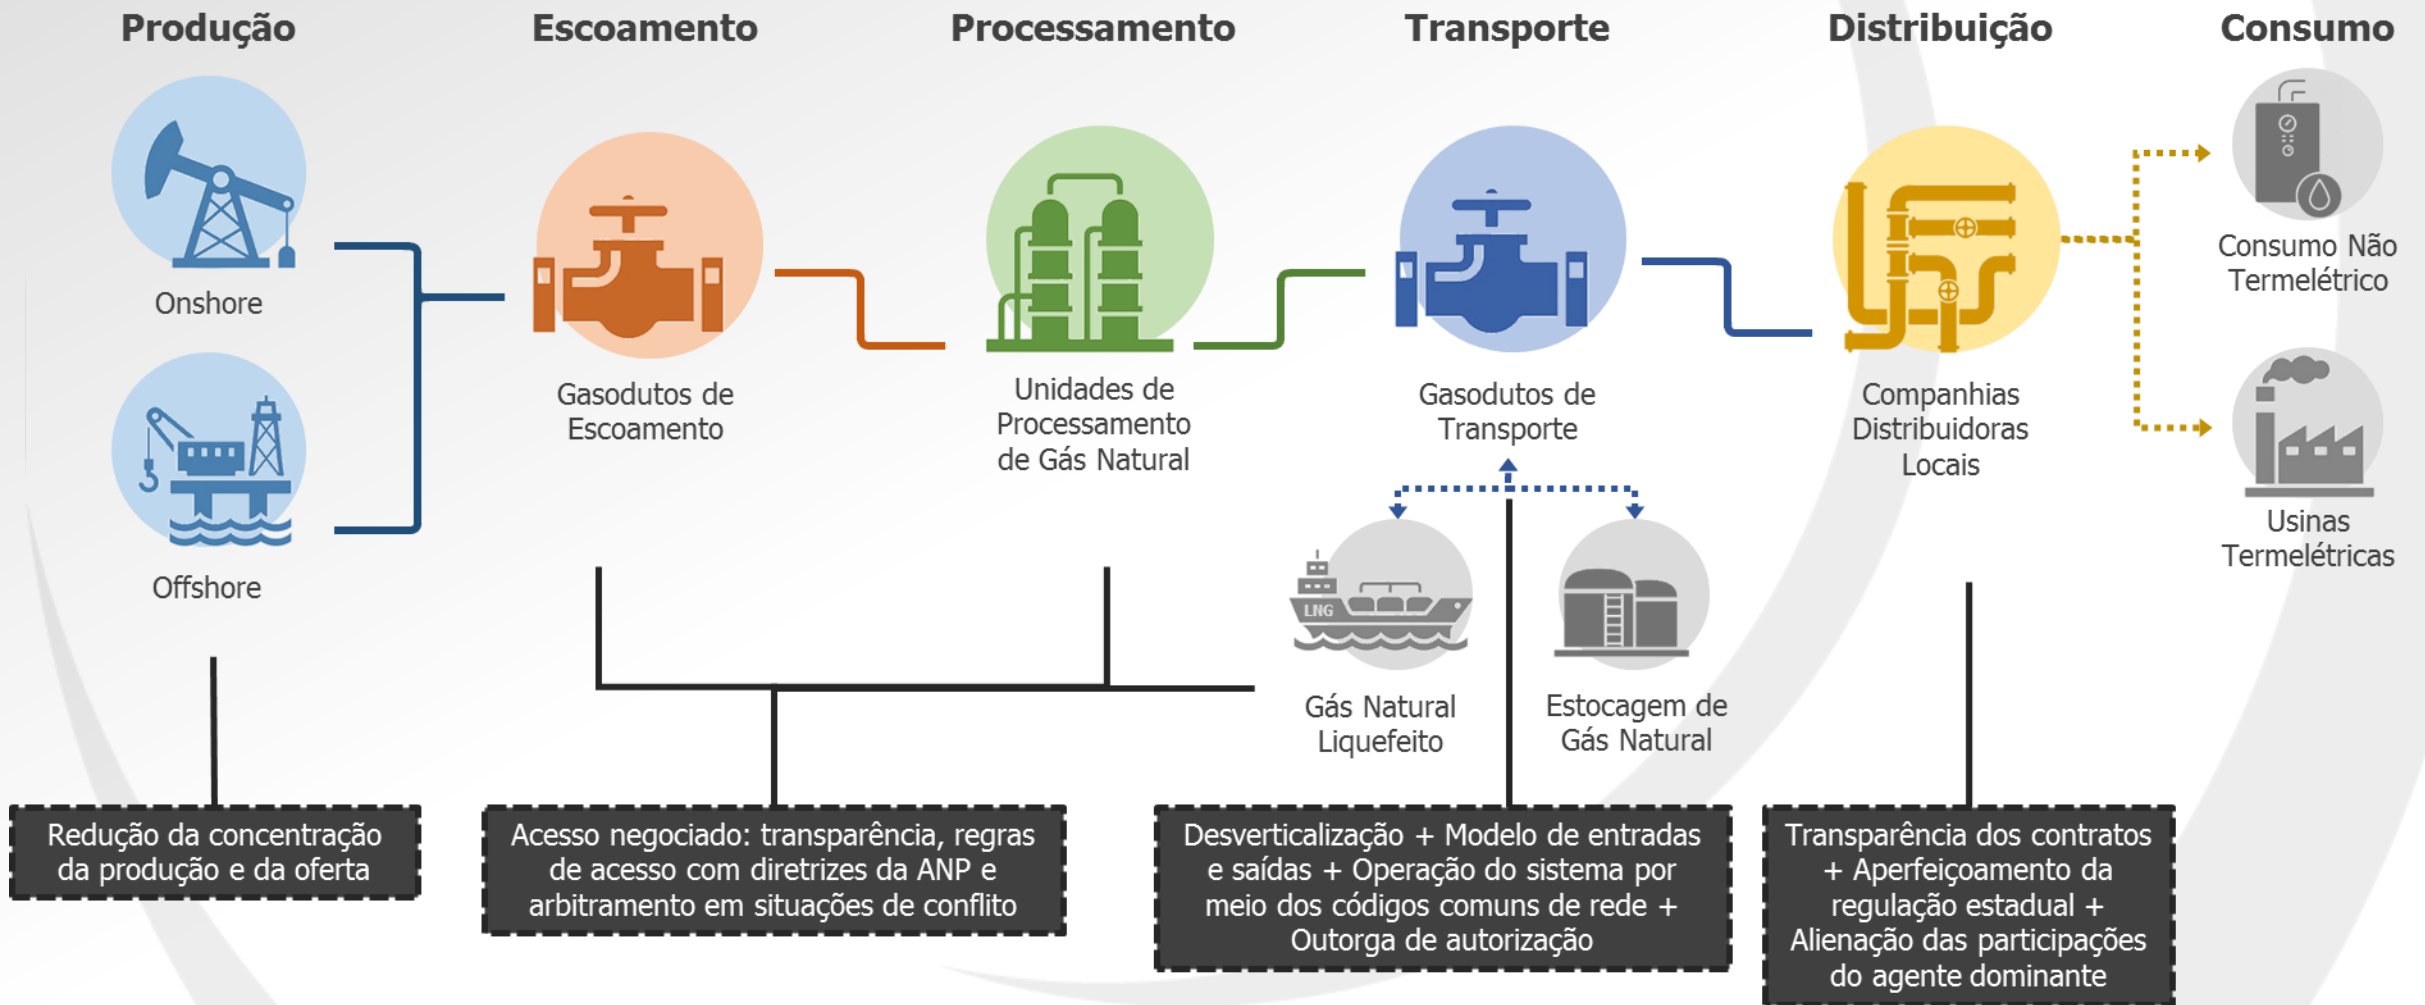 Produção
Escoamento
Processamento
Transporte
Distribuição
Consumo
Onshore
Offshore
Gasodutos de
Escoamento
Unidades de
Processamento
de Gás Natural
Gasodutos de
Transporte
LNG
Gás Natural
Liquefeito
Estocagem de
Gás Natural
Companhias
Distribuidoras
Locais
Consumo Não
Termelétrico
Usinas
Termelétricas
Redução da concentração
da produção e da oferta
Acesso negociado: transparência, regras
de acesso com diretrizes da ANP e
arbitramento em situações de conflito
Desverticalização + Modelo de entradas
e saídas + Operação do sistema por
meio dos códigos comuns de rede +
Outorga de autorização
Transparência dos contratos
+ Aperfeiçoamento da
regulação estadual +
Alienação das participações
do agente dominante